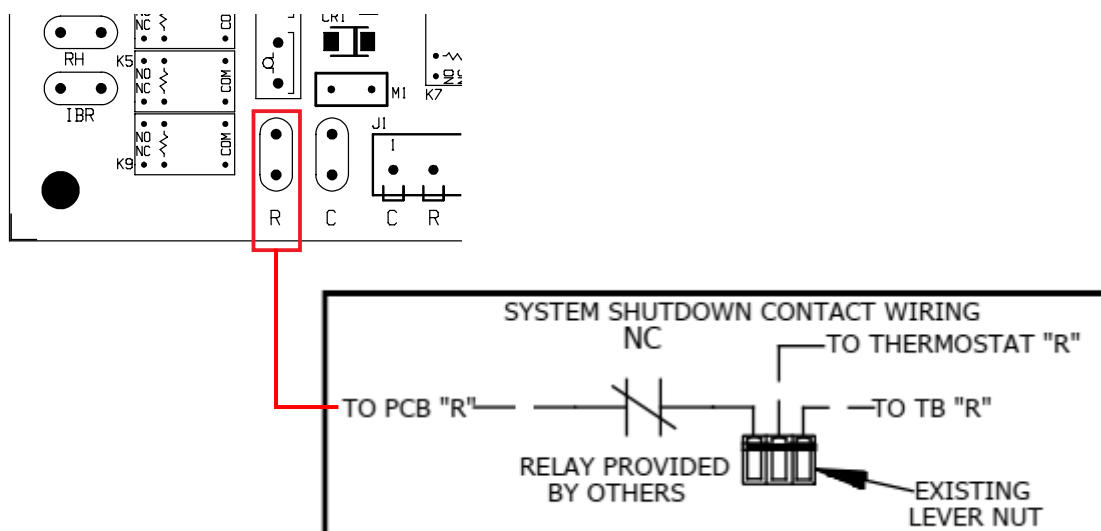 NC
CO
CR1
RH
K5
NO
NC
COM
M1
K7
IBR
J1
NO
NC
COM
1
K9
R
C
C
R
SYSTEM SHUTDOWN CONTACT WIRING
NC
TO THERMOSTAT "R"
TO PCB "R"
TO TB "R"
RELAY PROVIDED
BY OTHERS
EXISTING
LEVER NUT